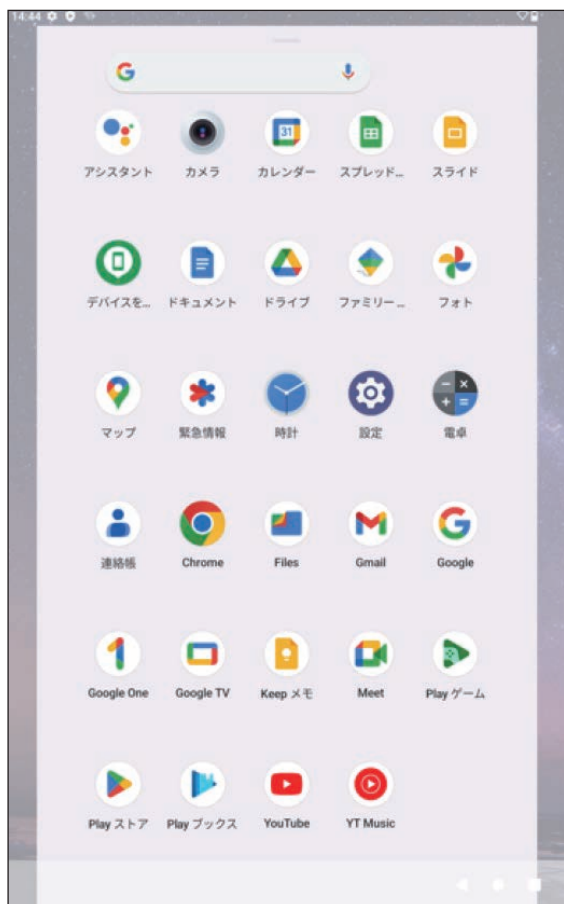 14:44
31
アシスタント カメラ カレンダー スプレッド... スライド
デバイスを... ドキュメント ドライブ ファミリー... フォト
マップ 緊急情報 時計 設定 電卓
連絡帳 Chrome Files Gmail Google
Google One Google TV Keep メモ Meet Play ゲーム
Play ストア Play ブックス YouTube YT Music